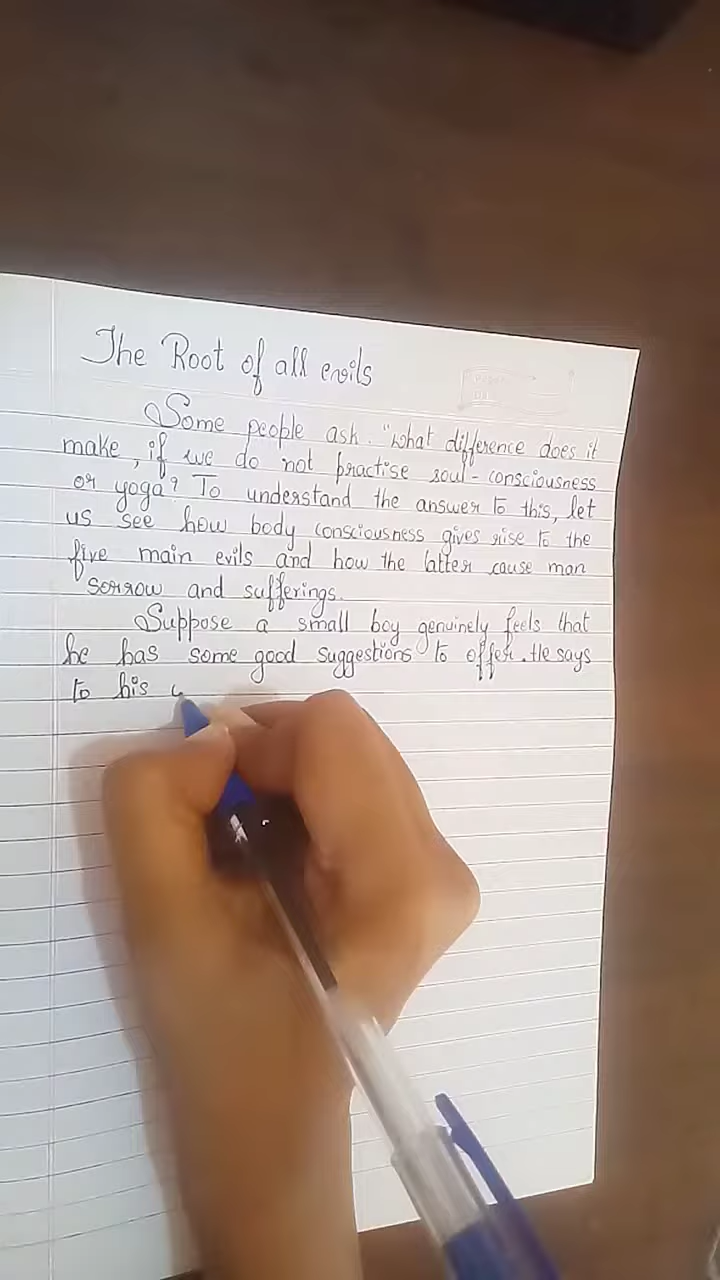 The Root of all evils
Some people ask. "what difference does it
make, if we do not practise soul-consciousness
or yoga? To understand the answer to this, let
us see how body consciousness gives rise to the
five main evils and how the latter cause man
sorrow and sufferings.
Suppose a small boy genuinely feels that
he has some good suggestions to offer. He says
to his